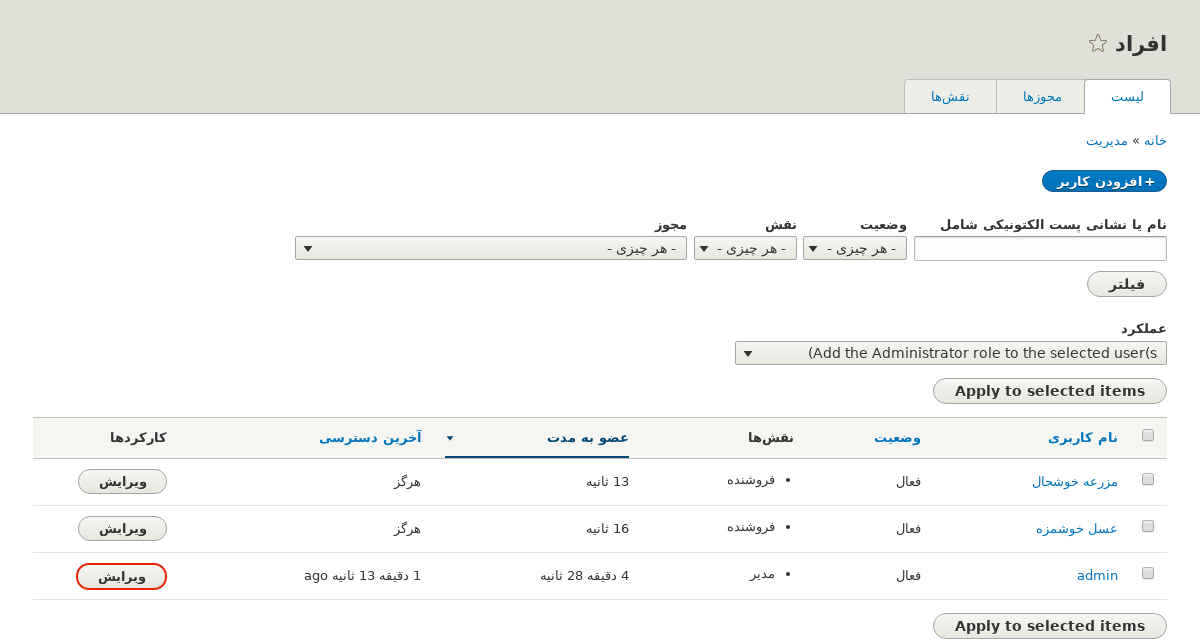 افراد
لیست مجوزها نقش‌ها
خانه » مدیریت
+افزودن کاربر
نام یا نشانی پست الکتونیکی شامل وضعیت نقش مجوز
- هر چیزی - - هر چیزی - - هر چیزی -
فیلتر
عملکرد
(Add the Administrator role to the selected user(s
Apply to selected items
نام کاربری وضعیت نقش‌ها عضو به مدت آخرین دسترسی کارکردها
مزرعه خوشحال فعال • فروشنده 13 ثانیه هرگز ویرایش
عسل خوشمزه فعال • فروشنده 16 ثانیه هرگز ویرایش
admin فعال • مدیر 4 دقیقه 28 ثانیه 1 دقیقه 13 ثانیه ago ویرایش
Apply to selected items